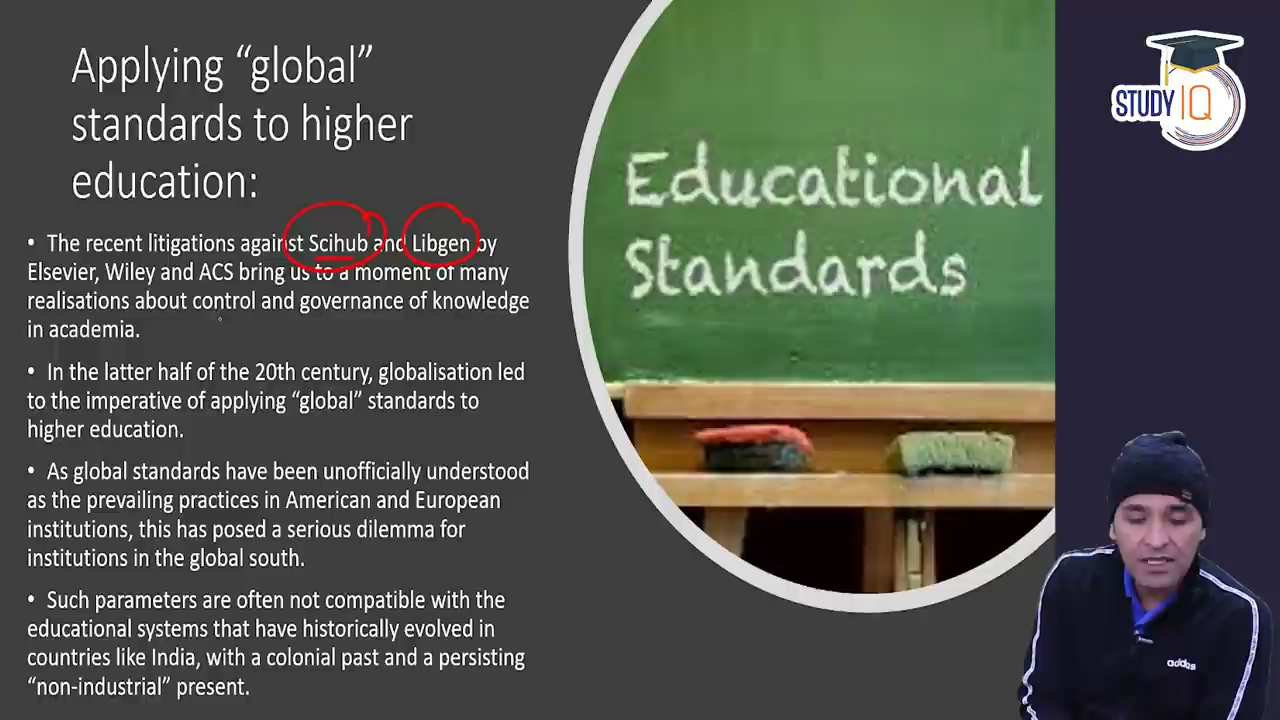 Applying “global”
standards to higher
education:
• The recent litigations against Scihub and Libgen by
Elsevier, Wiley and ACS bring us to a moment of many
realisations about control and governance of knowledge
in academia.
• In the latter half of the 20th century, globalisation led
to the imperative of applying “global” standards to
higher education.
• As global standards have been unofficially understood
as the prevailing practices in American and European
institutions, this has posed a serious dilemma for
institutions in the global south.
• Such parameters are often not compatible with the
educational systems that have historically evolved in
countries like India, with a colonial past and a persisting
“non-industrial” present.
Educational
Standards
STUDY IQ
adidas